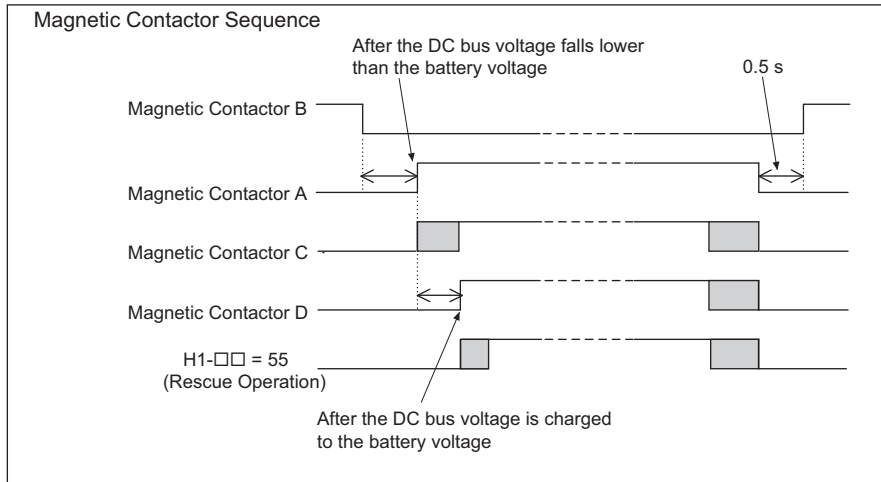 Magnetic Contactor Sequence
After the DC bus voltage falls lower
than the battery voltage
0.5 s
Magnetic Contactor B
Magnetic Contactor A
Magnetic Contactor C
Magnetic Contactor D
H1-□□ = 55
(Rescue Operation)
After the DC bus voltage is charged
to the battery voltage